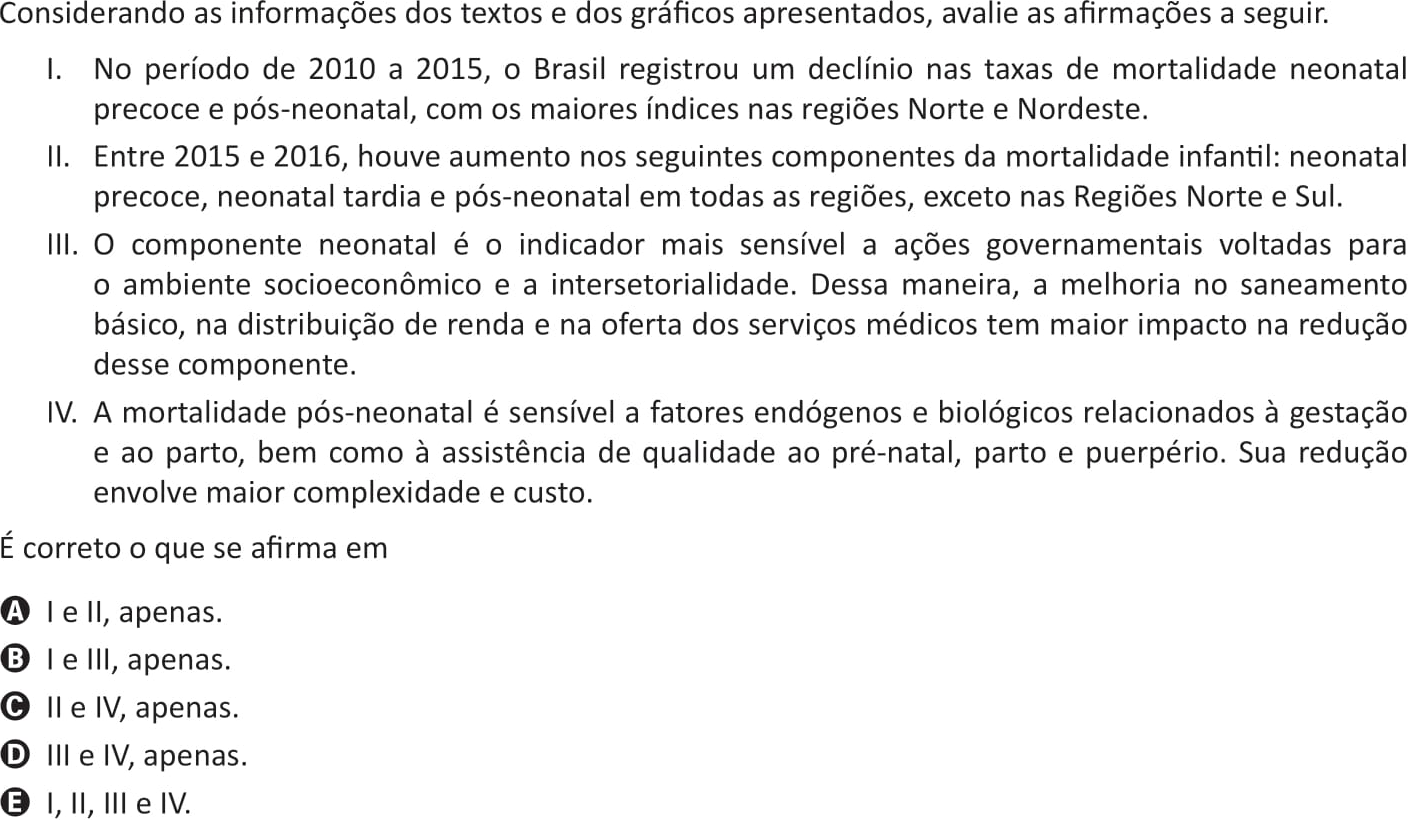 Considerando as informações dos textos e dos gráficos apresentados, avalie as afirmações a seguir.
I. No período de 2010 a 2015, o Brasil registrou um declínio nas taxas de mortalidade neonatal
precoce e pós-neonatal, com os maiores índices nas regiões Norte e Nordeste.
II. Entre 2015 e 2016, houve aumento nos seguintes componentes da mortalidade infantil: neonatal
precoce, neonatal tardia e pós-neonatal em todas as regiões, exceto nas Regiões Norte e Sul.
III. O componente neonatal é o indicador mais sensível a ações governamentais voltadas para
o ambiente socioeconômico e a intersetorialidade. Dessa maneira, a melhoria no saneamento
básico, na distribuição de renda e na oferta dos serviços médicos tem maior impacto na redução
desse componente.
IV. A mortalidade pós-neonatal é sensível a fatores endógenos e biológicos relacionados à gestação
e ao parto, bem como à assistência de qualidade ao pré-natal, parto e puerpério. Sua redução
envolve maior complexidade e custo.
É correto o que se afirma em
A I e II, apenas.
B I e III, apenas.
C II e IV, apenas.
D III e IV, apenas.
E I, II, III e IV.